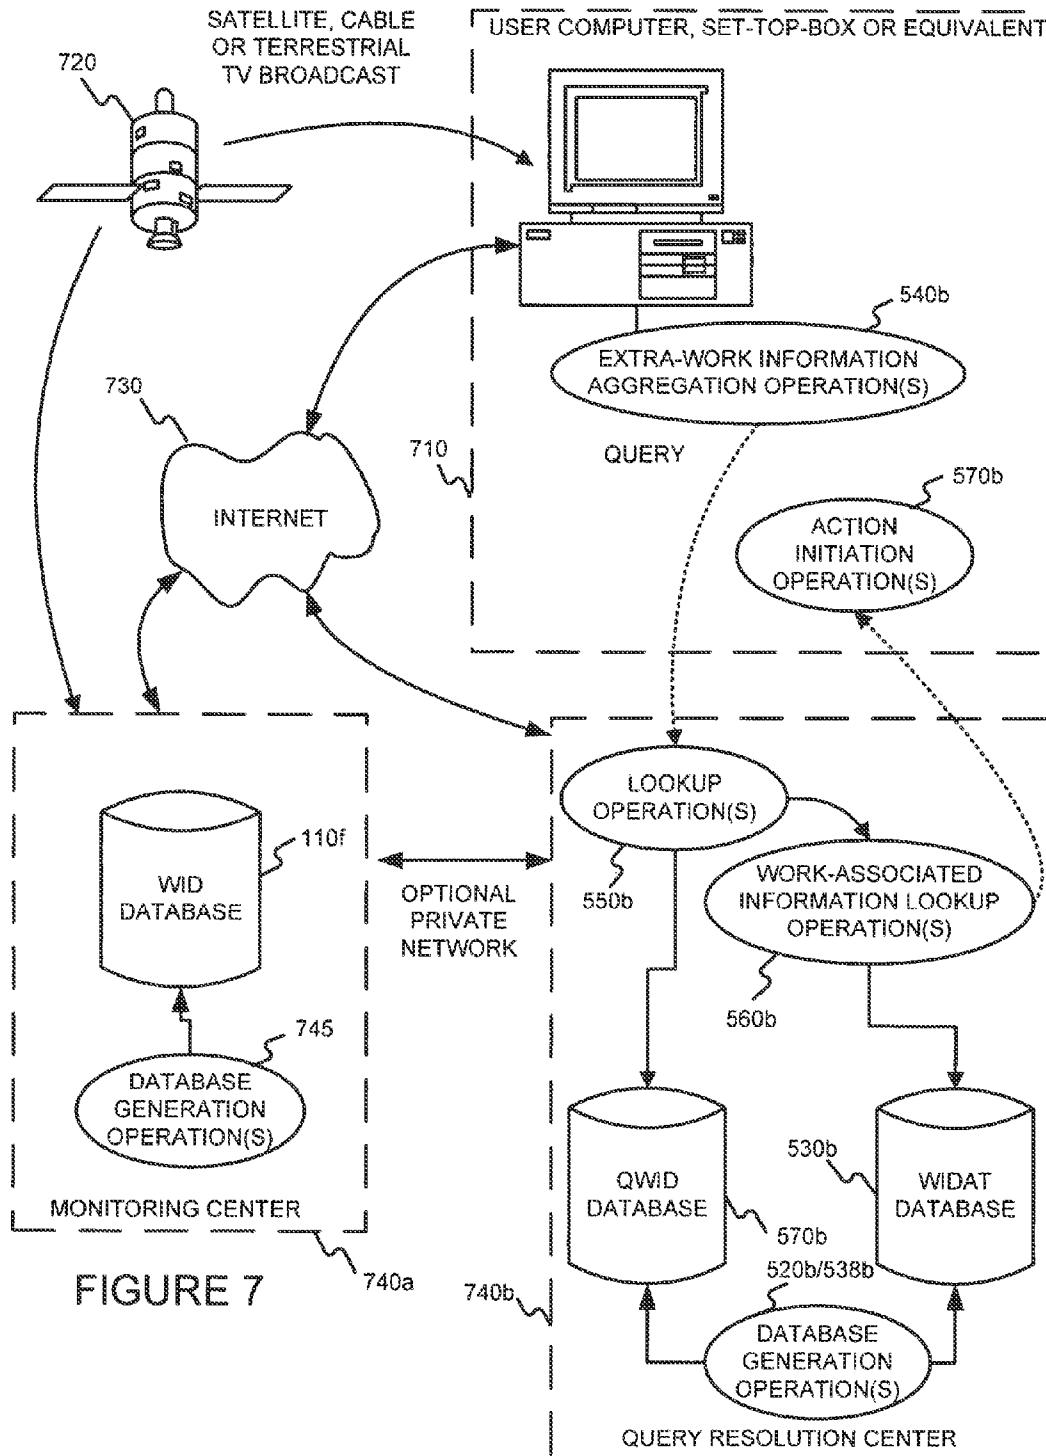 SATELLITE, CABLE
OR TERRESTRIAL
TV BROADCAST
720
USER COMPUTER, SET-TOP-BOX OR EQUIVALENT
540b
EXTRA-WORK INFORMATION
AGGREGATION OPERATION(S)
730
710
QUERY
570b
INTERNET
ACTION
INITIATION
OPERATION(S)
LOOKUP
OPERATION(S)
110f
WID
DATABASE
OPTIONAL
PRIVATE
NETWORK
550b
WORK-ASSOCIATED
INFORMATION LOOKUP
OPERATION(S)
560b
745
DATABASE
GENERATION
OPERATION(S)
MONITORING CENTER
740a
QWID
DATABASE
570b
530b
WIDAT
DATABASE
FIGURE 7
740b
520b/538b
DATABASE
GENERATION
OPERATION(S)
QUERY RESOLUTION CENTER